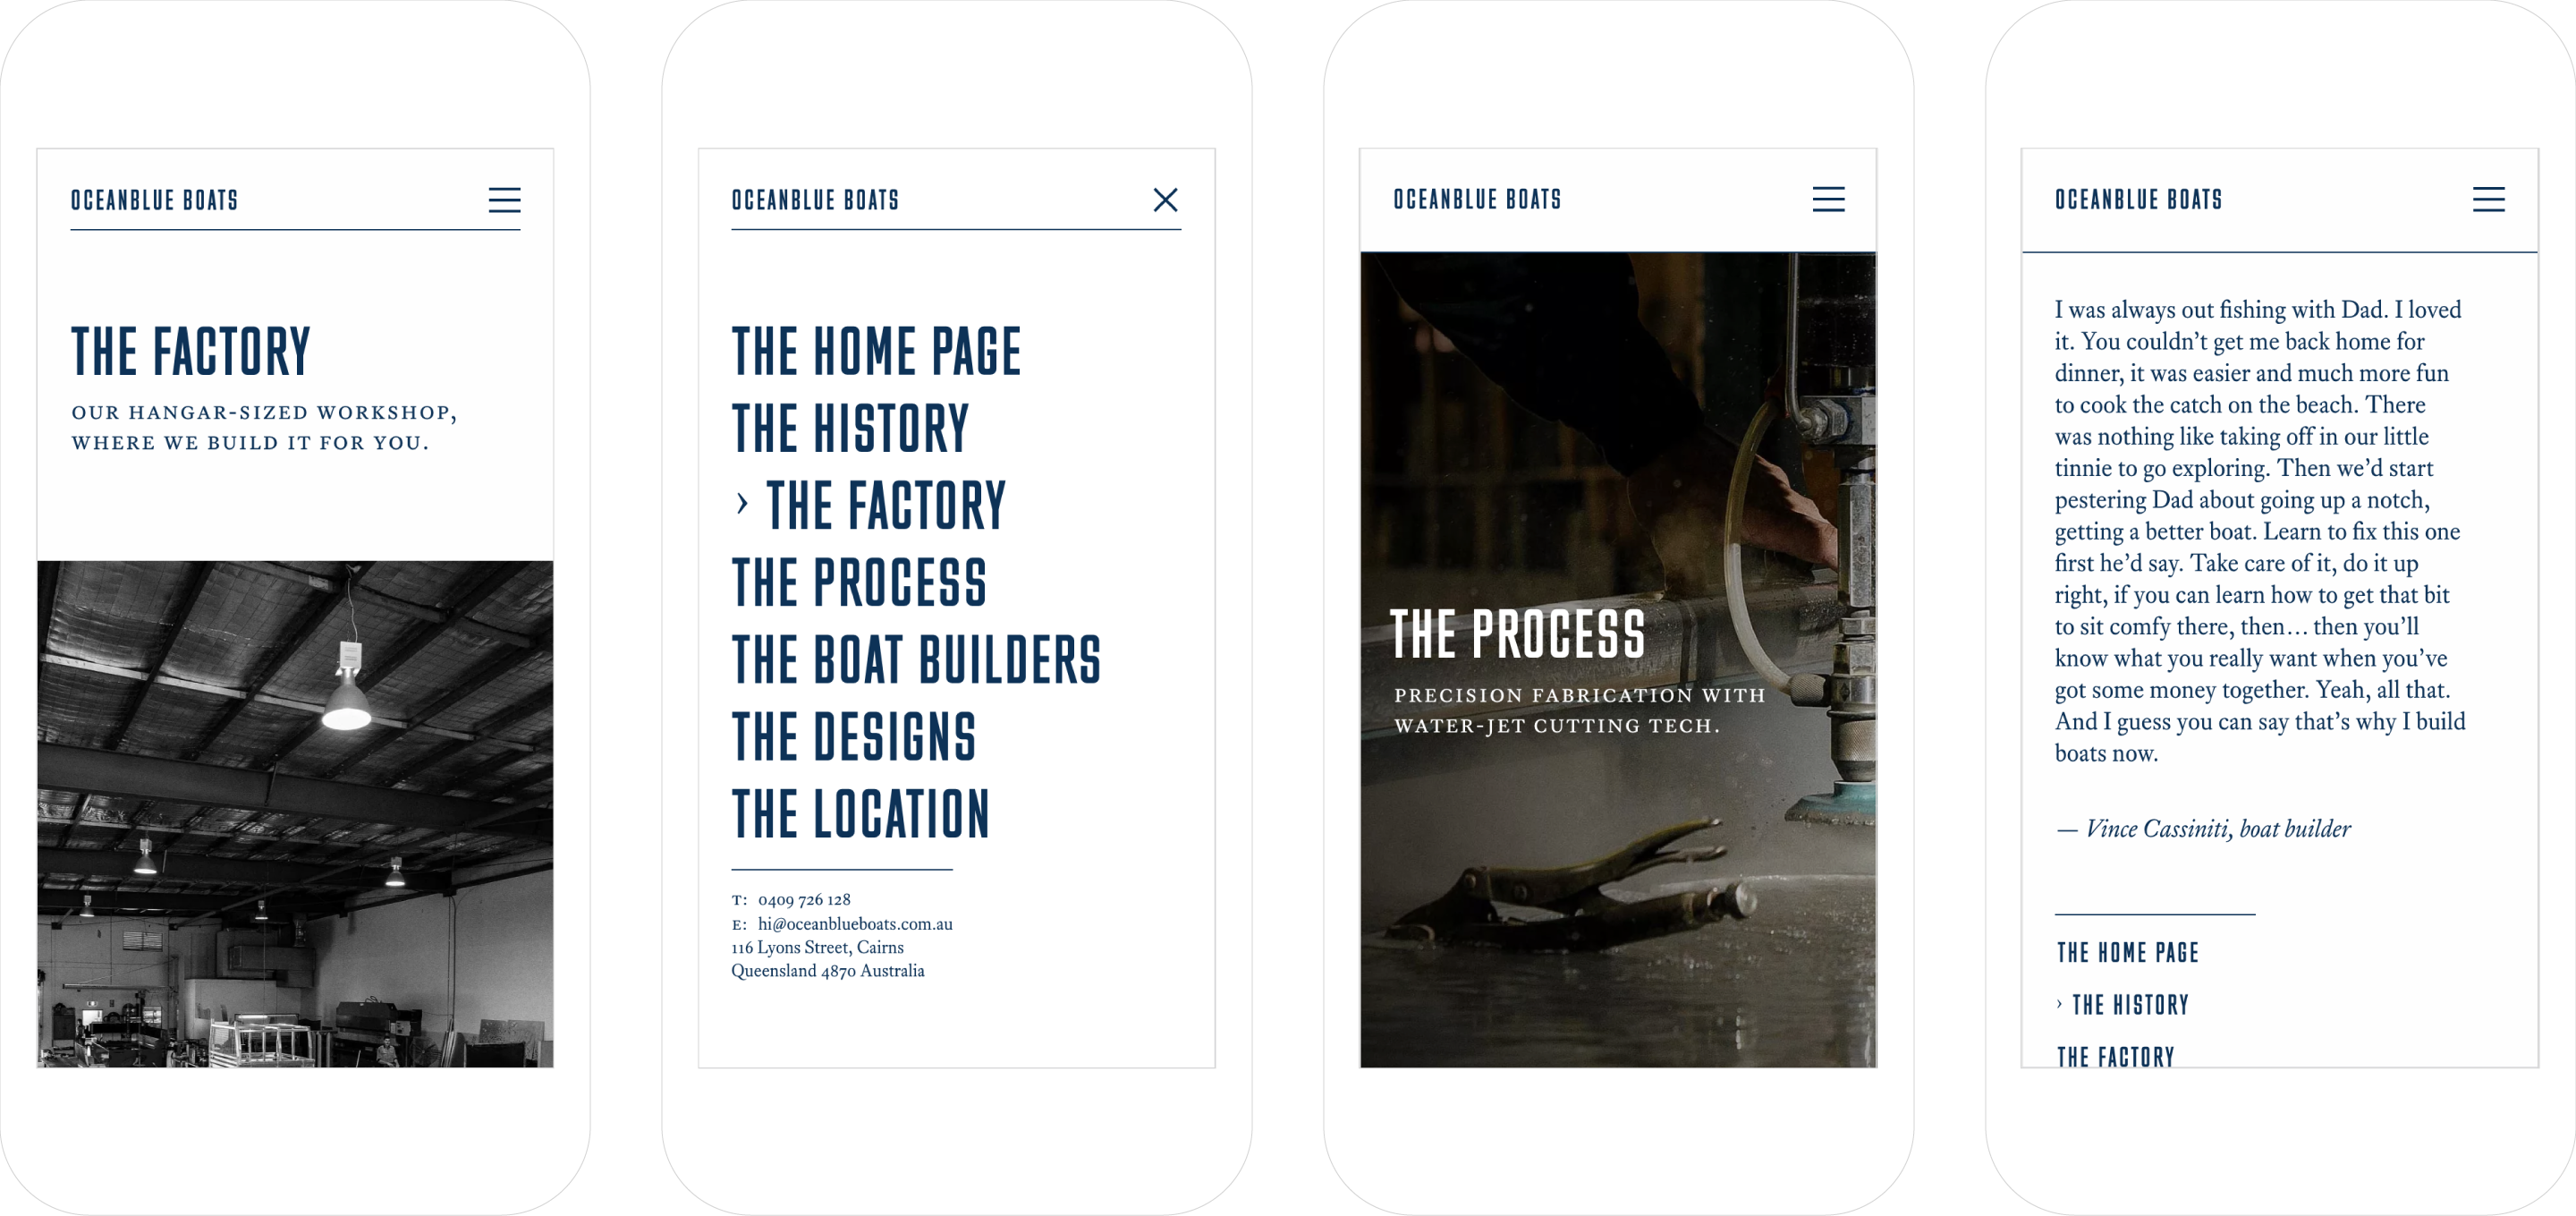 OCEANBLUE BOATS
THE FACTORY
OUR HANGAR-SIZED WORKSHOP,
WHERE WE BUILD IT FOR YOU.
OCEANBLUE BOATS
THE HOME PAGE
THE HISTORY
› THE FACTORY
THE PROCESS
THE BOAT BUILDERS
THE DESIGNS
THE LOCATION
T: 0409 726 128
E: hi@oceanblueboats.com.au
116 Lyons Street, Cairns
Queensland 4870 Australia
OCEANBLUE BOATS
THE PROCESS
PRECISION FABRICATION WITH
WATER-JET CUTTING TECH.
OCEANBLUE BOATS
I was always out fishing with Dad. I loved
it. You couldn’t get me back home for
dinner, it was easier and much more fun
to cook the catch on the beach. There
was nothing like taking off in our little
tinnie to go exploring. Then we’d start
pestering Dad about going up a notch,
getting a better boat. Learn to fix this one
first he’d say. Take care of it, do it up
right, if you can learn how to get that bit
to sit comfy there, then… then you’ll
know what you really want when you’ve
got some money together. Yeah, all that.
And I guess you can say that’s why I build
boats now.
— Vince Cassiniti, boat builder
THE HOME PAGE
› THE HISTORY
THE FACTORY